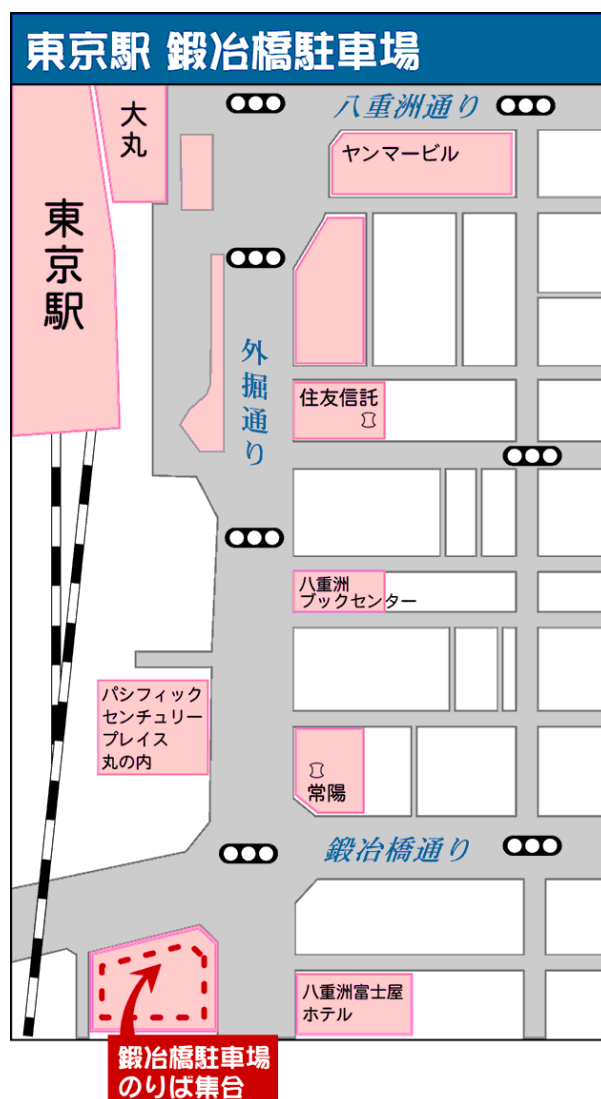 東京駅 鍛冶橋駐車場
大丸
八重洲通り
ヤンマービル
東京駅
外堀通り
住友信託
八重洲
ブックセンター
パシフィック
センチュリー
プレイス
丸の内
常陽
鍛冶橋通り
八重洲富士屋
ホテル
鍛冶橋駐車場
のりば集合